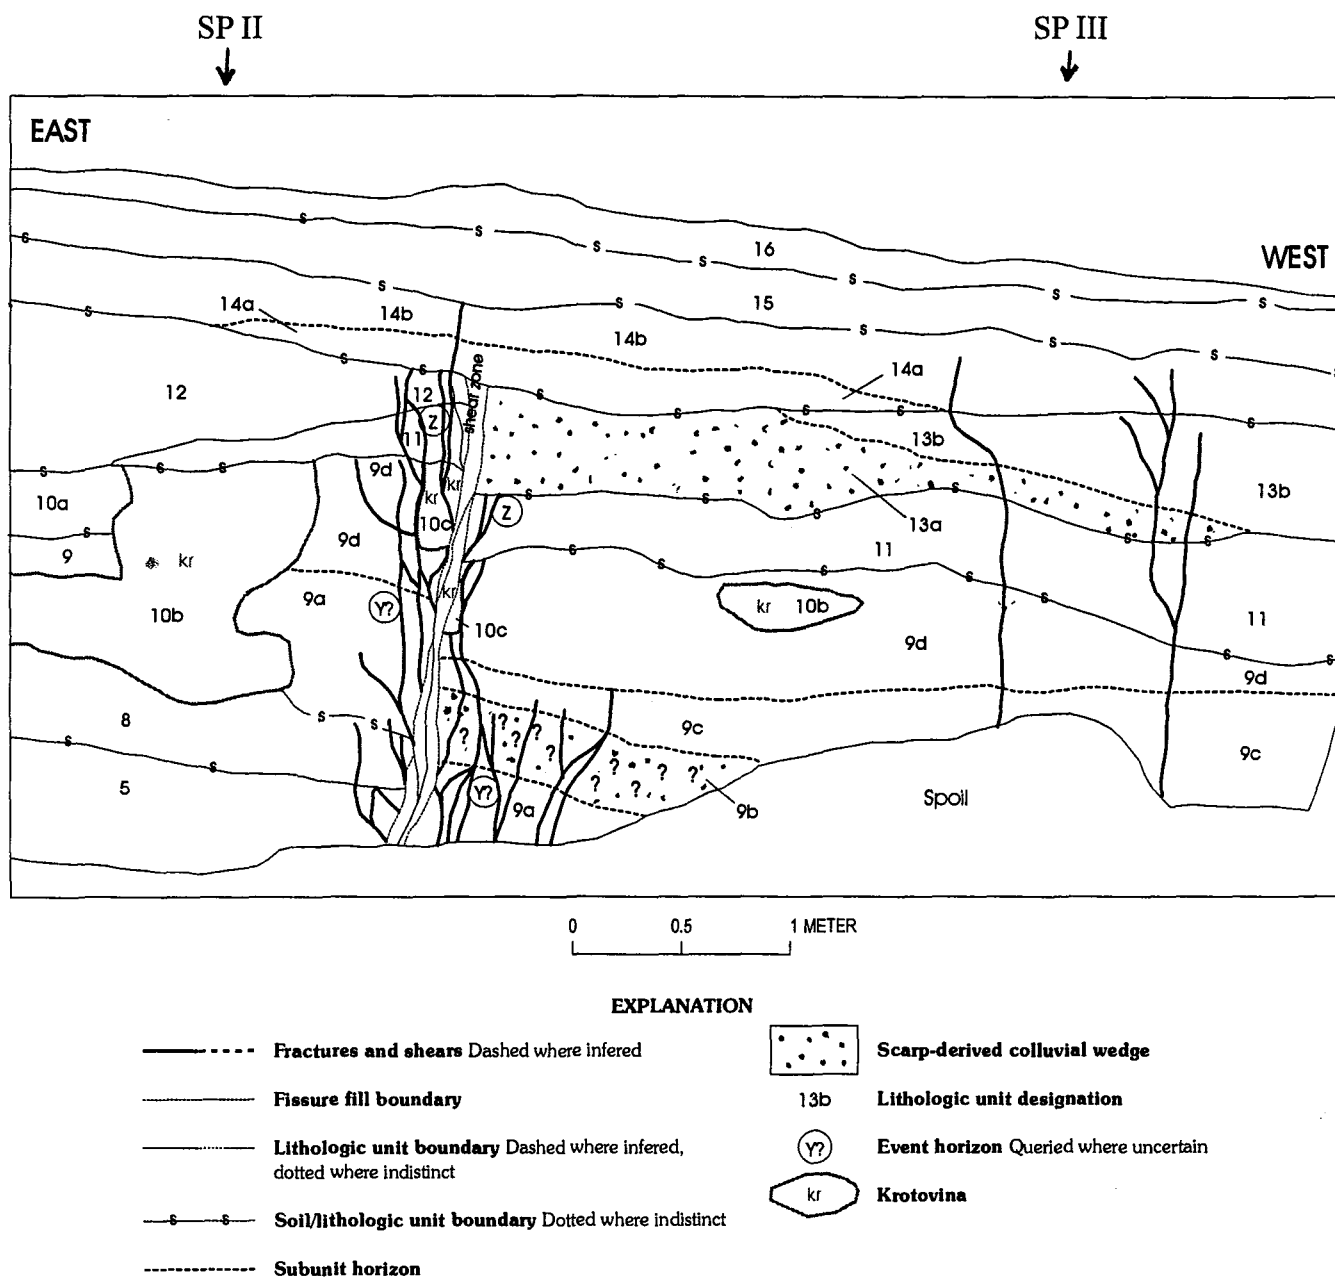 SP II
SP III
EAST
WEST
16
15
14a
14b
14b
14a
12
12
shear zone
Z
11
13b
13b
9d
kr
kr
10a
10c
Z
13a
9
9d
11
kr
kr
kr 10b
10b
9a
Y?
10c
9d
11
9d
8
9c
9c
? ? ? ? ?
5
Y?
9a
? ? ? ?
9b
Spoil
0 0.5 1 METER
EXPLANATION
Fractures and shears Dashed where infered
Fissure fill boundary
Lithologic unit boundary Dashed where infered,
dotted where indistinct
s s Soil/lithologic unit boundary Dotted where indistinct
Subunit horizon
Scarp-derived colluvial wedge
13b Lithologic unit designation
Y? Event horizon Queried where uncertain
kr Krotovina